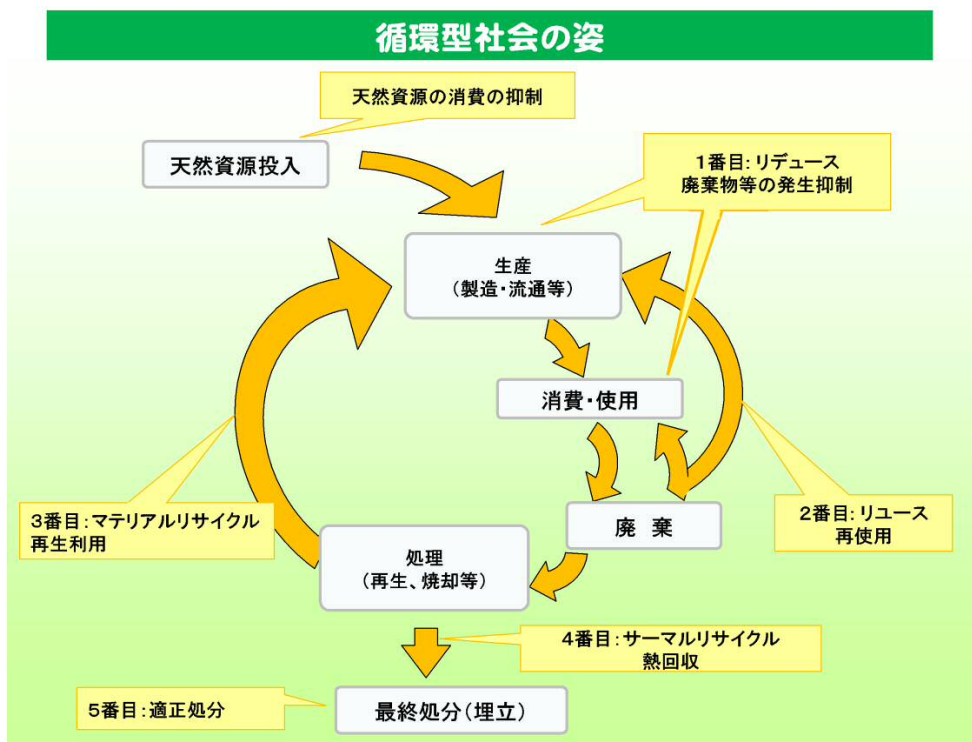 循環型社会の姿
天然資源の消費の抑制
天然資源投入
1番目:リデュース
廃棄物等の発生抑制
生産
(製造・流通等)
消費・使用
3番目:マテリアルリサイクル
再生利用
2番目:リユース
再使用
廃 棄
処理
(再生、焼却等)
4番目:サーマルリサイクル
熱回収
5番目:適正処分
最終処分(埋立)